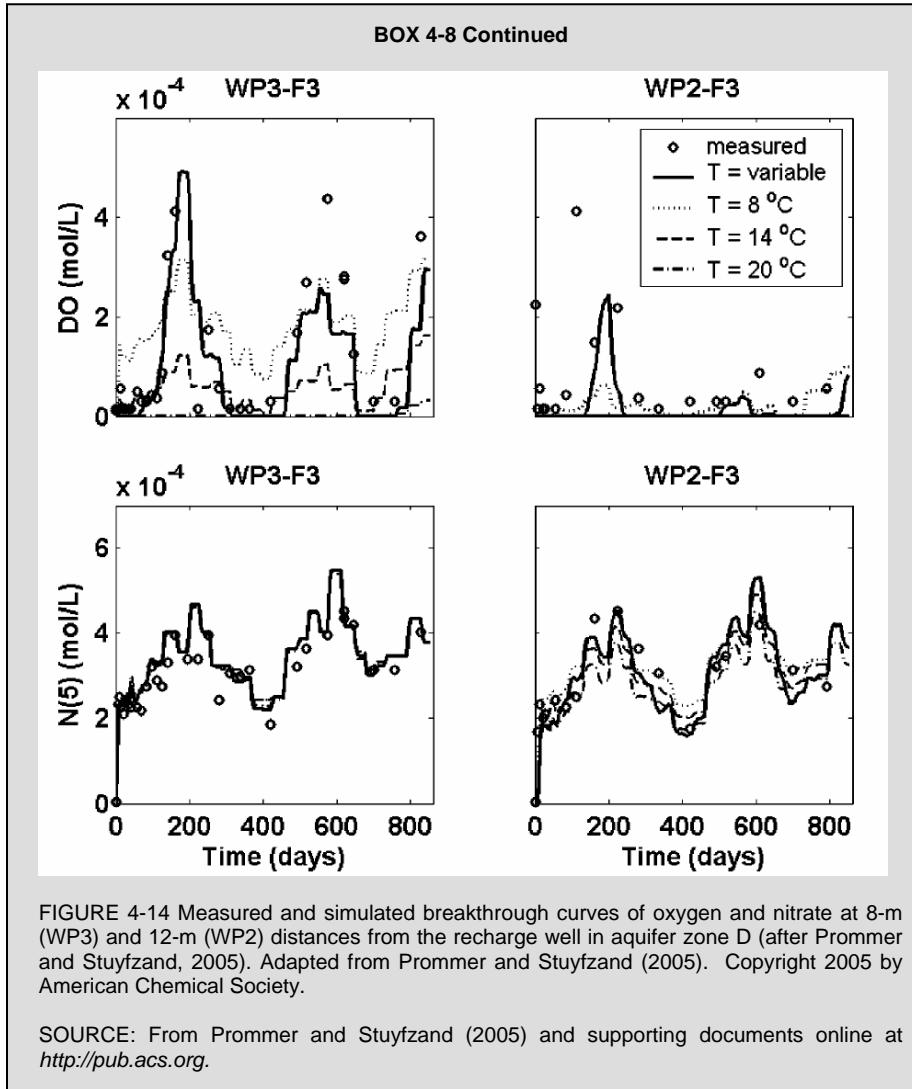 BOX 4-8 Continued
x 10⁻⁴
WP3-F3
WP2-F3
measured
T = variable
T = 8 °C
T = 14 °C
T = 20 °C
DO (mol/L)
4
2
0
x 10⁻⁴
WP3-F3
WP2-F3
N(5) (mol/L)
6
4
2
0
0 200 400 600 800
0 200 400 600 800
Time (days)
Time (days)
FIGURE 4-14 Measured and simulated breakthrough curves of oxygen and nitrate at 8-m
(WP3) and 12-m (WP2) distances from the recharge well in aquifer zone D (after Prommer
and Stuyfzand, 2005). Adapted from Prommer and Stuyfzand (2005). Copyright 2005 by
American Chemical Society.
SOURCE: From Prommer and Stuyfzand (2005) and supporting documents online at
http://pub.acs.org.